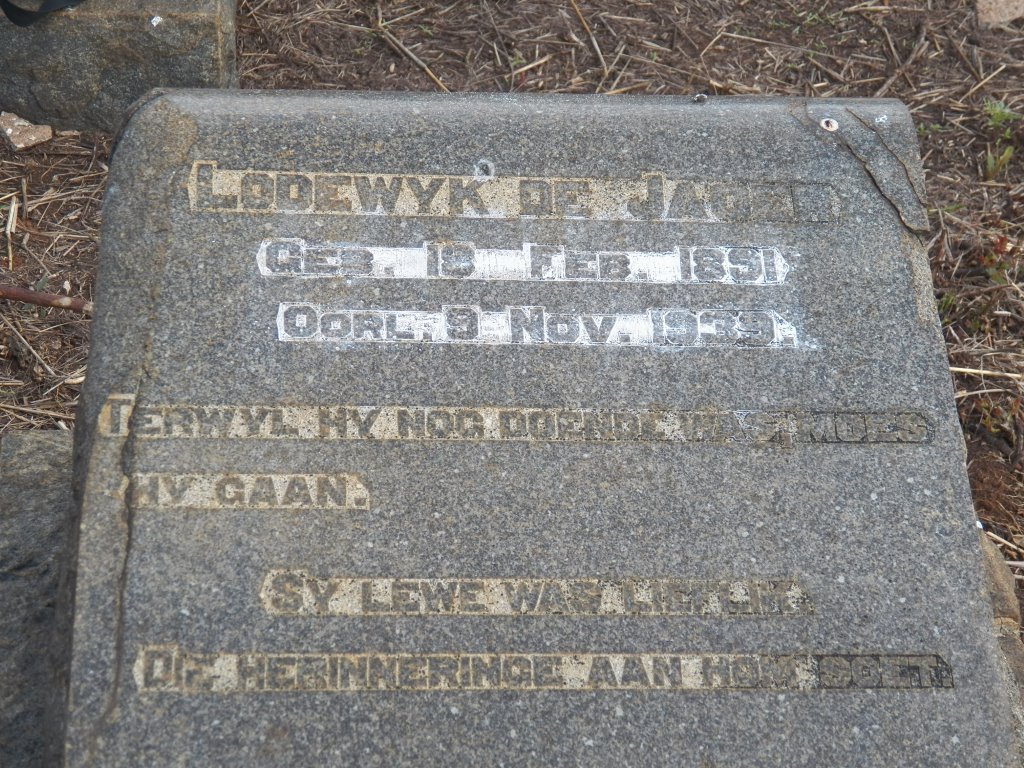 LODEWYK DE JAGER
GEB. 18 FEB. 1891
OORL. 9 NOV. 1939.
TERWYL HY NOG DOENDE WAS, MOES
HY GAAN.
SY LEWE WAS LIEFLIK.
DIE HERINNERINGE AAN HOM SOET.